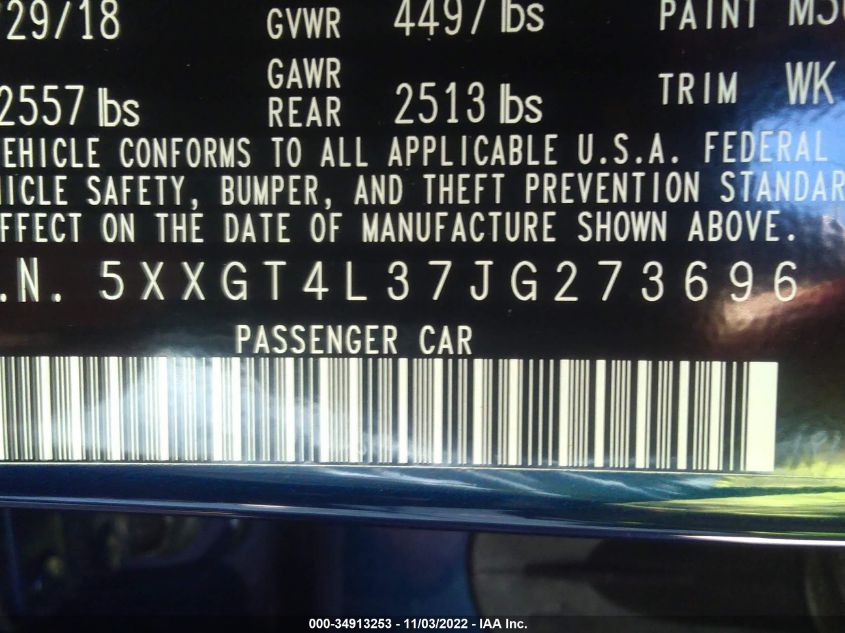 /29/18 GVWR 4497 lbs PAINT M5
2557 lbs GAWR REAR 2513 lbs TRIM WK
EHICLE CONFORMS TO ALL APPLICABLE U.S.A. FEDERAL
ICLE SAFETY, BUMPER, AND THEFT PREVENTION STANDAR
FFECT ON THE DATE OF MANUFACTURE SHOWN ABOVE.
.N. 5XXGT4L37JG273696
PASSENGER CAR
000-34913253 - 11/03/2022 - IAA Inc.